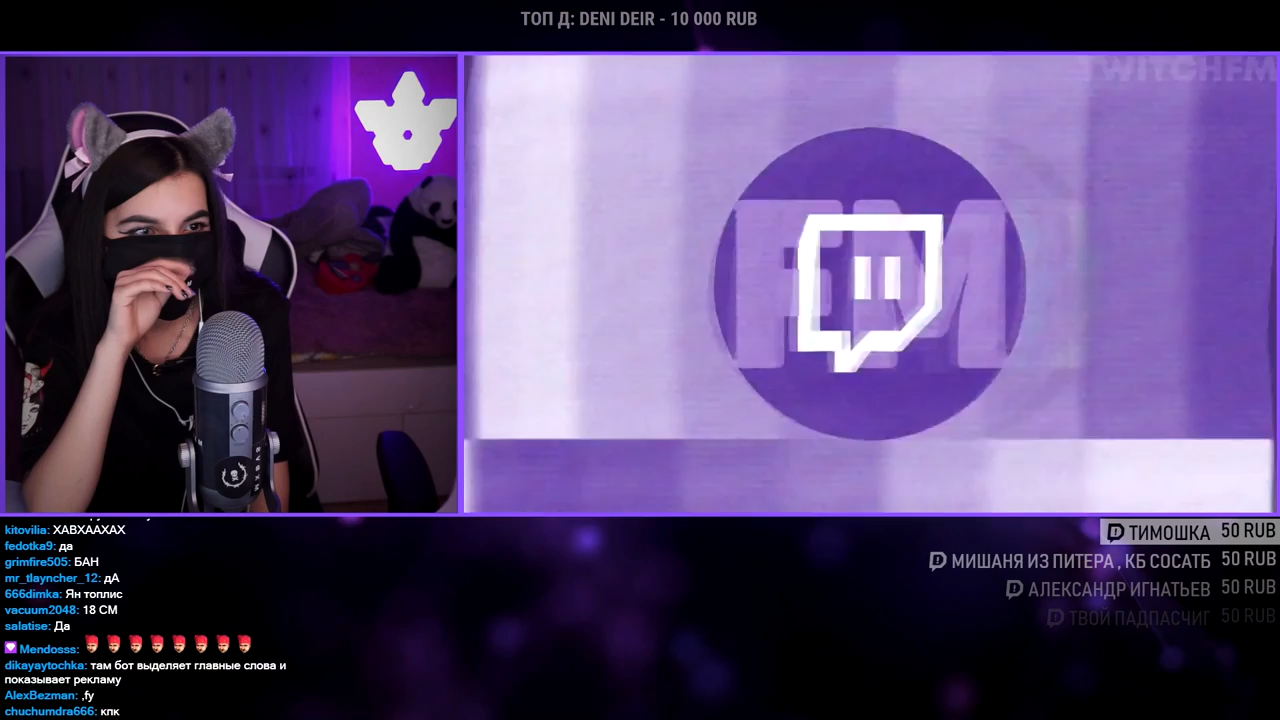 ТОП Д: DENI DEIR - 10 000 RUB
TWITCHFM
FM
kitovilia: ХАВХААХАХ
fedotka9: да
grimfire505: БАН
mr_tlayncher_12: дА
666dimka: Ян топлис
vacuum2048: 18 СМ
salatise: Да
Mendosss:
dikayaytochka: там бот выделяет главные слова и
показывает рекламу
AlexBezman: ,fy
chuchumdra666: кпк
ТИМОШКА 50 RUB
МИШАНЯ ИЗ ПИТЕРА , КБ СОСАТБ 50 RUB
АЛЕКСАНДР ИГНАТЬЕВ 50 RUB
ТВОЙ ПАДПАСЧИГ 50 RUB